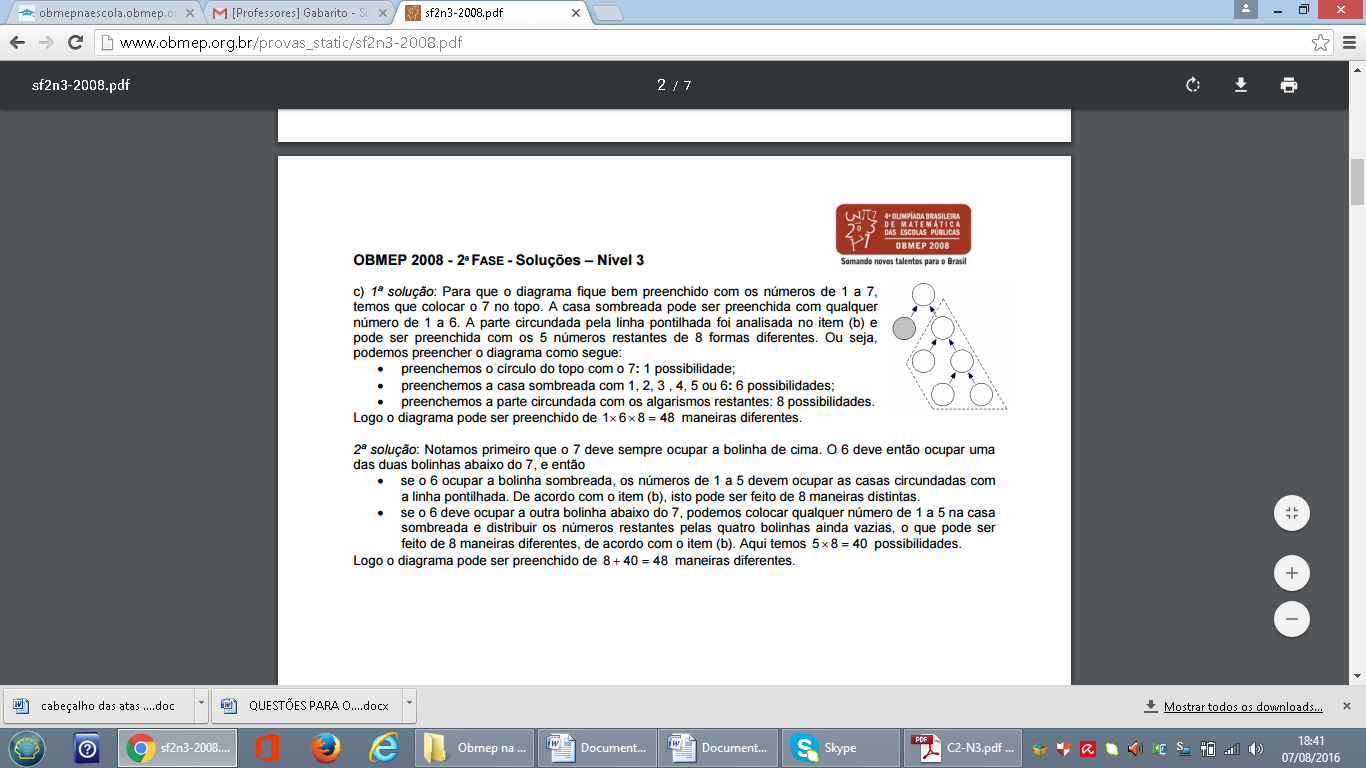 obmepnaescola.obmep.or
[Professores] Gabarito - Si
sf2n3-2008.pdf
www.obmep.org.br/provas_static/sf2n3-2008.pdf
sf2n3-2008.pdf
2 / 7
4ª OLIMPÍADA BRASILEIRA
DE MATEMÁTICA
DAS ESCOLAS PÚBLICAS
OBMEP 2008
Somando novos talentos para o Brasil
OBMEP 2008 - 2ª FASE - Soluções – Nível 3
c) 1ª solução: Para que o diagrama fique bem preenchido com os números de 1 a 7,
temos que colocar o 7 no topo. A casa sombreada pode ser preenchida com qualquer
número de 1 a 6. A parte circundada pela linha pontilhada foi analisada no item (b) e
pode ser preenchida com os 5 números restantes de 8 formas diferentes. Ou seja,
podemos preencher o diagrama como segue:
• preenchemos o círculo do topo com o 7: 1 possibilidade;
• preenchemos a casa sombreada com 1, 2, 3 , 4, 5 ou 6: 6 possibilidades;
• preenchemos a parte circundada com os algarismos restantes: 8 possibilidades.
Logo o diagrama pode ser preenchido de 1×6×8 = 48 maneiras diferentes.
2ª solução: Notamos primeiro que o 7 deve sempre ocupar a bolinha de cima. O 6 deve então ocupar uma
das duas bolinhas abaixo do 7, e então
• se o 6 ocupar a bolinha sombreada, os números de 1 a 5 devem ocupar as casas circundadas com
a linha pontilhada. De acordo com o item (b), isto pode ser feito de 8 maneiras distintas.
• se o 6 deve ocupar a outra bolinha abaixo do 7, podemos colocar qualquer número de 1 a 5 na casa
sombreada e distribuir os números restantes pelas quatro bolinhas ainda vazias, o que pode ser
feito de 8 maneiras diferentes, de acordo com o item (b). Aqui temos 5×8 = 40 possibilidades.
Logo o diagrama pode ser preenchido de 8 + 40 = 48 maneiras diferentes.
cabeçalho das atas ....doc
QUESTÕES PARA O....docx
Mostrar todos os downloads...
sf2n3-2008....
Obmep na ...
Document...
Document...
Skype
C2-N3.pdf ...
18:41
07/08/2016